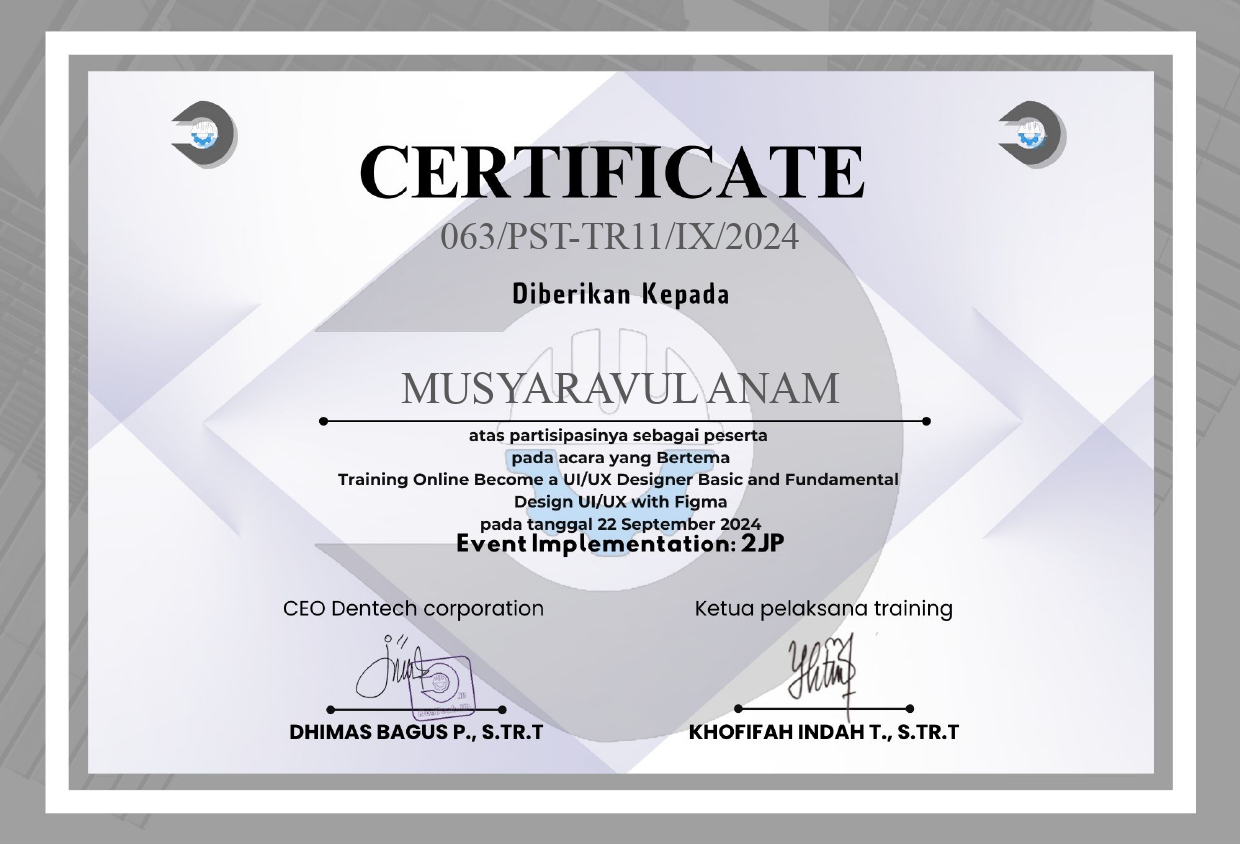 CERTIFICATE
063/PST-TR11/IX/2024
Diberikan Kepada
MUSYARAVUL ANAM
atas partisipasinya sebagai peserta
pada acara yang Bertema
Training Online Become a UI/UX Designer Basic and Fundamental
Design UI/UX with Figma
pada tanggal 22 September 2024
Event Implementation: 2JP
CEO Dentech corporation
Ketua pelaksana training
DHIMAS BAGUS P., S.TR.T
KHOFIFAH INDAH T., S.TR.T